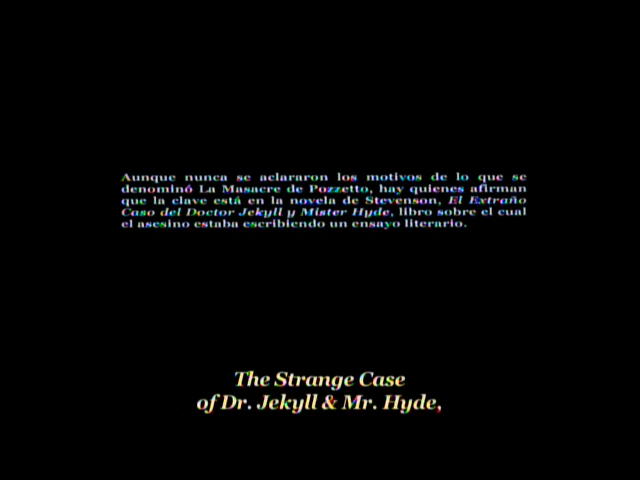 Aunque nunca se aclararon los motivos de lo que se
denominó La Masacre de Pozzetto, hay quienes afirman
que la clave está en la novela de Stevenson, El Extraño
Caso del Doctor Jekyll y Mister Hyde, libro sobre el cual
el asesino estaba escribiendo un ensayo literario.
The Strange Case
of Dr. Jekyll & Mr. Hyde,